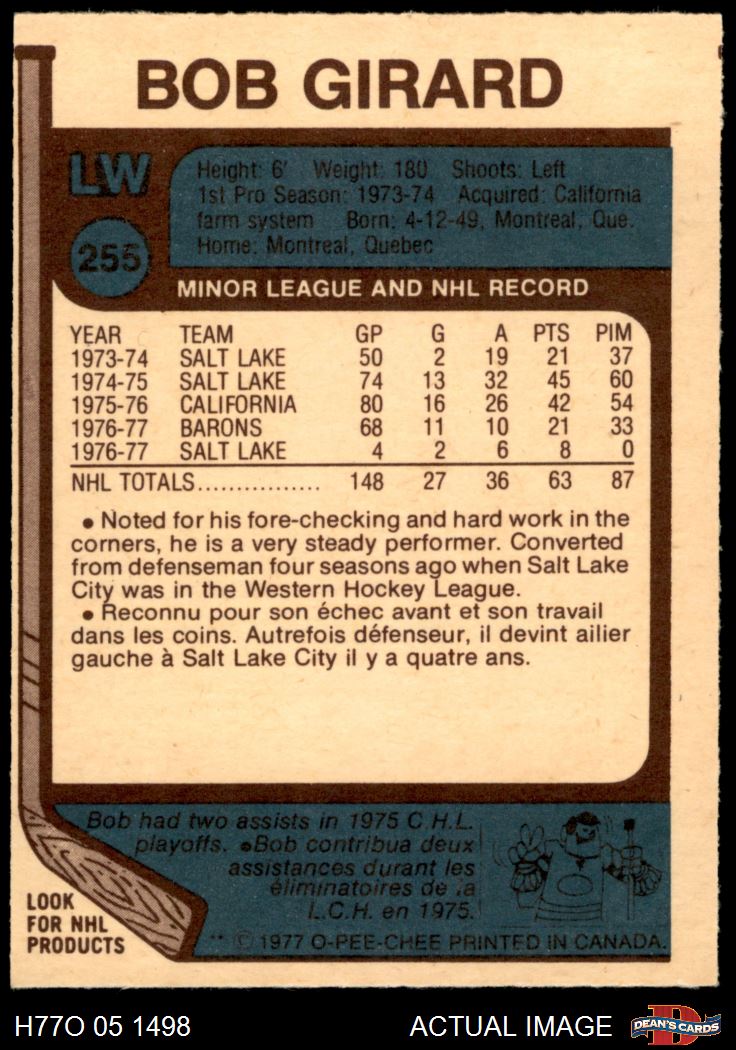 BOB GIRARD
LW
255
Height: 6' Weight: 180 Shoots: Left
1st Pro Season: 1973-74 Acquired: California
farm system Born: 4-12-49, Montreal, Que.
Home: Montreal, Quebec
MINOR LEAGUE AND NHL RECORD
YEAR TEAM GP G A PTS PIM
1973-74 SALT LAKE 50 2 19 21 37
1974-75 SALT LAKE 74 13 32 45 60
1975-76 CALIFORNIA 80 16 26 42 54
1976-77 BARONS 68 11 10 21 33
1976-77 SALT LAKE 4 2 6 8 0
NHL TOTALS................ 148 27 36 63 87
• Noted for his fore-checking and hard work in the
corners, he is a very steady performer. Converted
from defenseman four seasons ago when Salt Lake
City was in the Western Hockey League.
• Reconnu pour son échec avant et son travail
dans les coins. Autrefois défenseur, il devint ailier
gauche à Salt Lake City il y a quatre ans.
Bob had two assists in 1975 C.H.L.
playoffs. •Bob contribua deux
assistances durant les
éliminatoires de la
L.C.H. en 1975.
LOOK
FOR NHL
PRODUCTS
** © 1977 O-PEE-CHEE PRINTED IN CANADA.
H77O 05 1498 ACTUAL IMAGE
D
DEAN'S CARDS